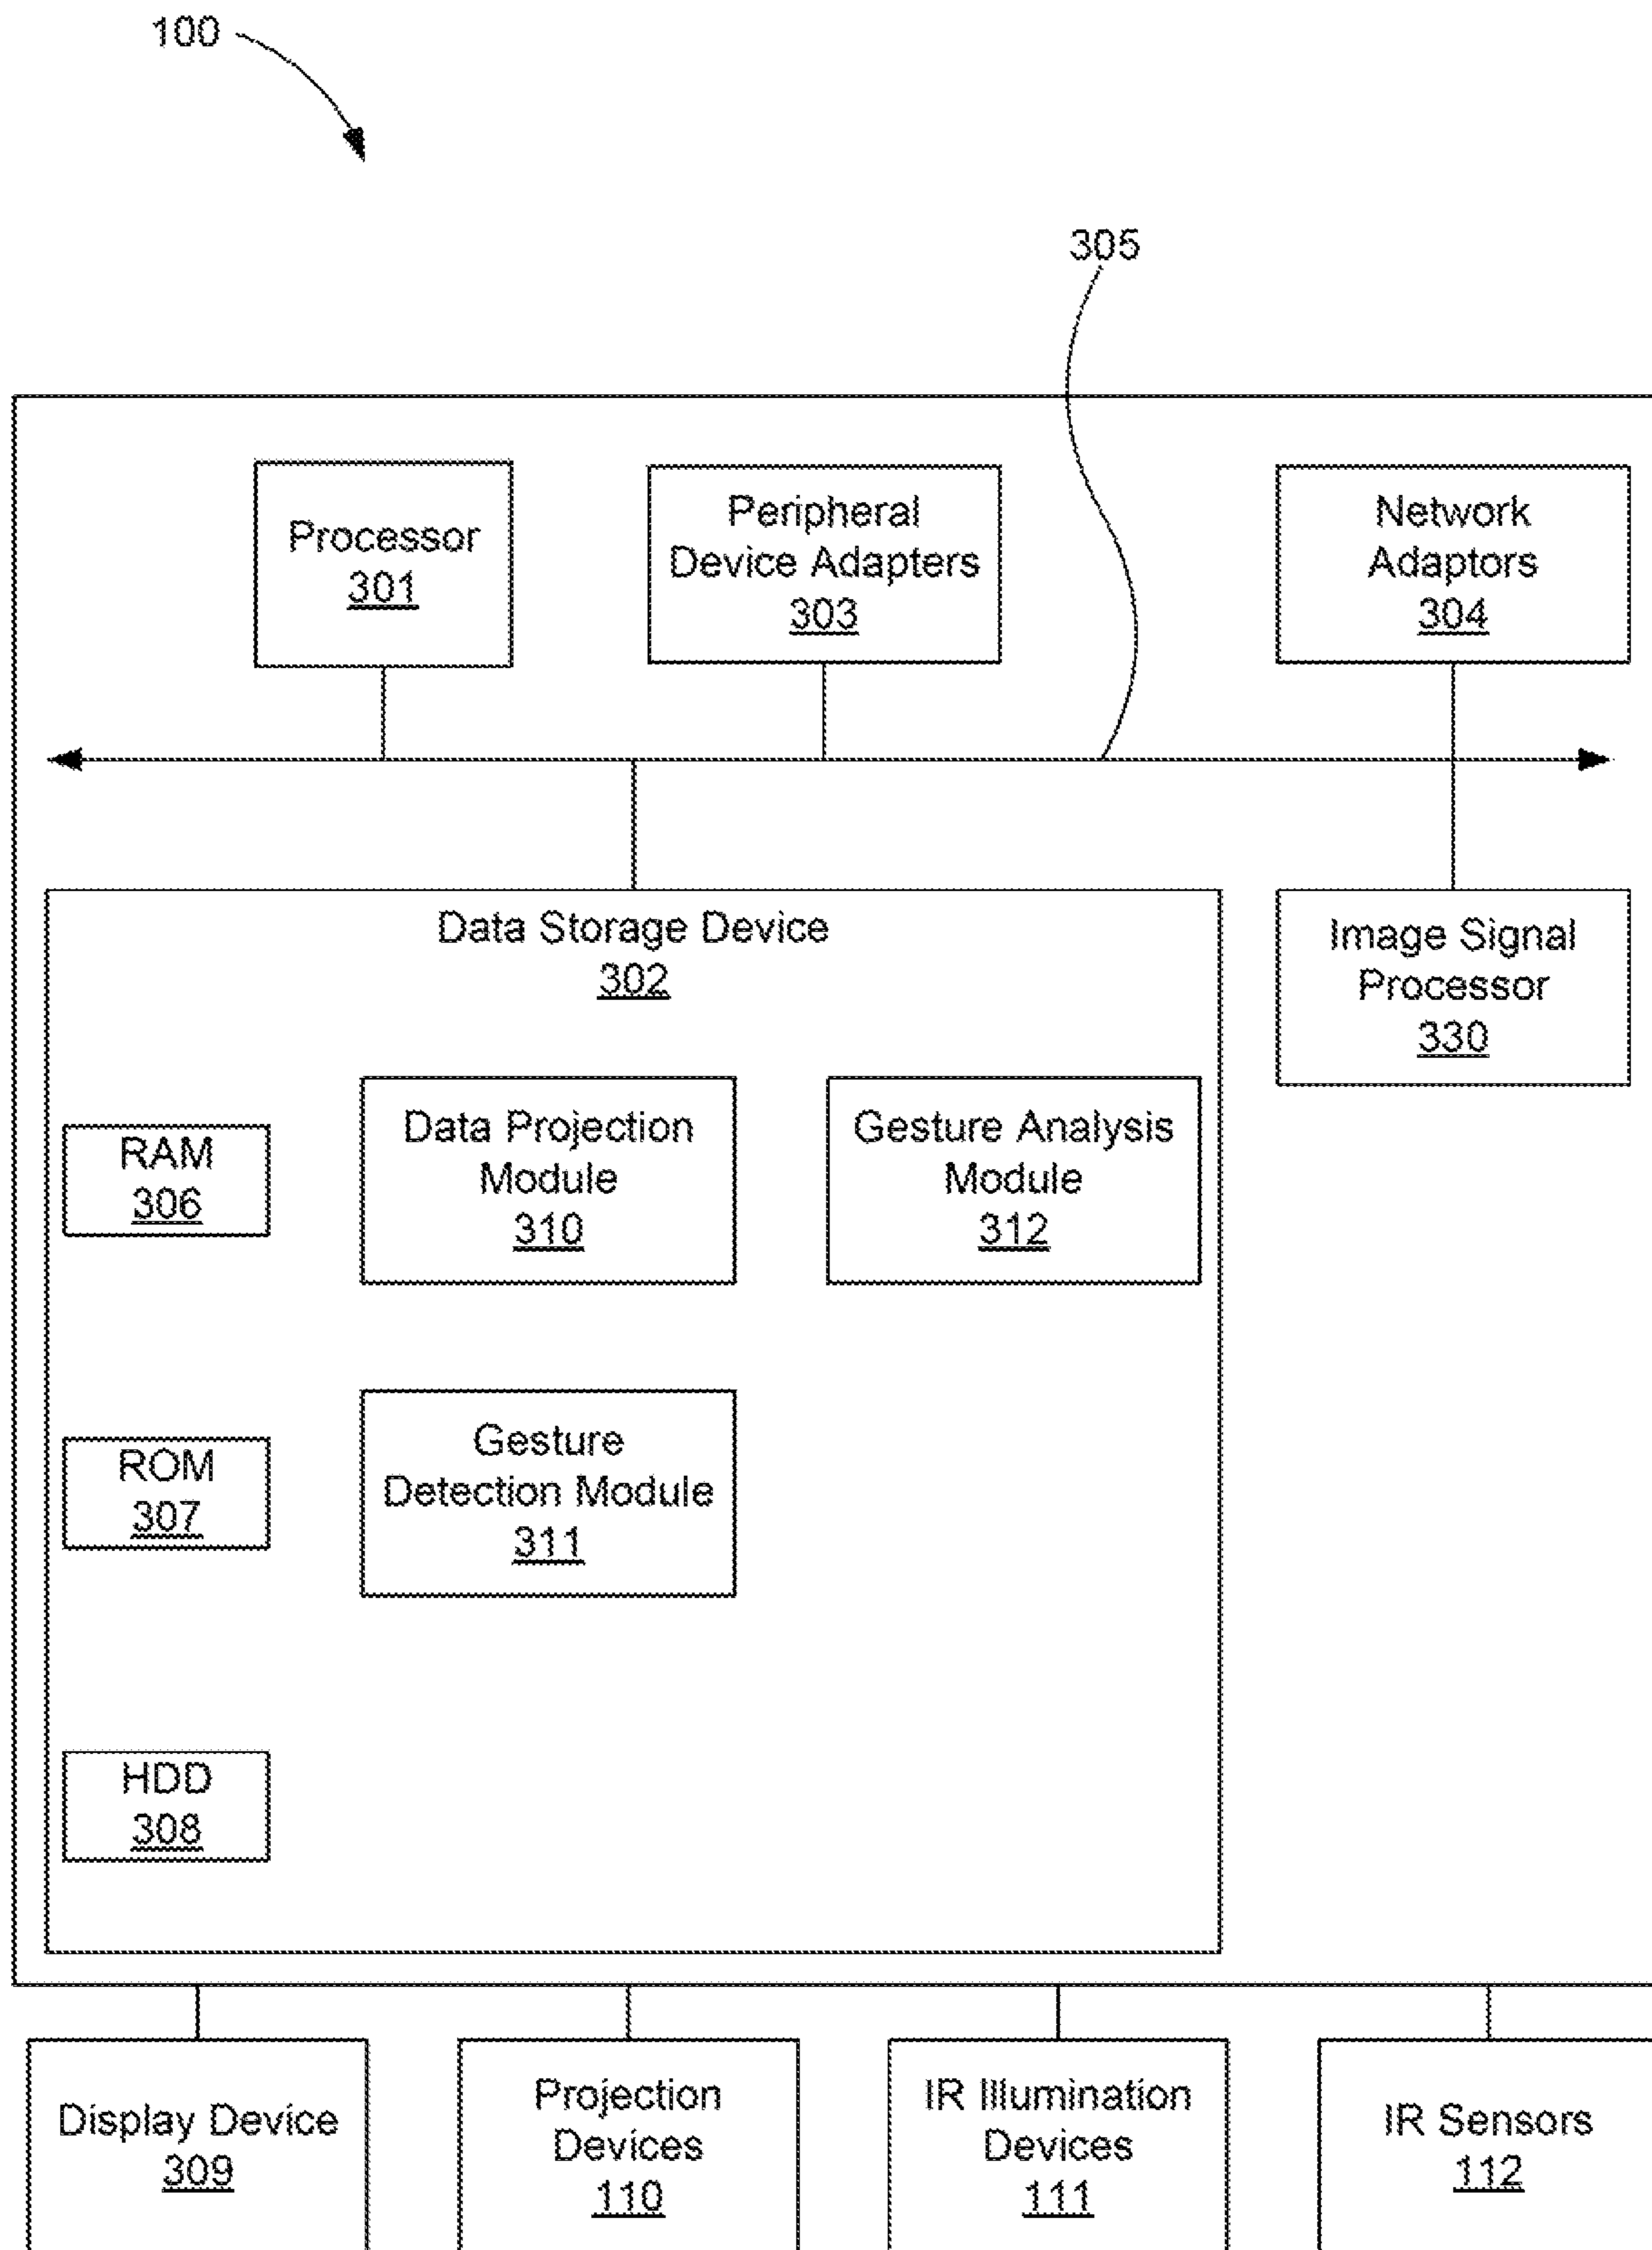 100
305
Processor
301
Peripheral
Device Adapters
303
Network
Adaptors
304
Data Storage Device
302
Image Signal
Processor
330
RAM
306
Data Projection
Module
310
Gesture Analysis
Module
312
ROM
307
Gesture
Detection Module
311
HDD
308
Display Device
309
Projection
Devices
110
IR Illumination
Devices
111
IR Sensors
112